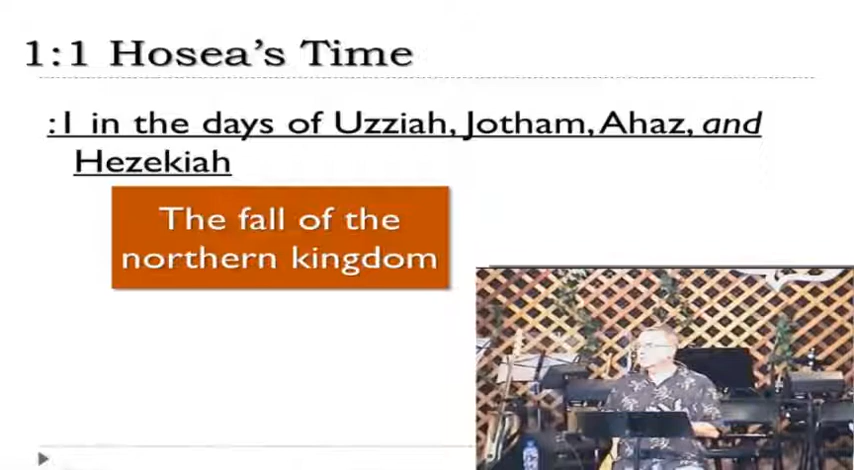 1:1 Hosea's Time
:1 in the days of Uzziah, Jotham, Ahaz, and
Hezekiah
The fall of the
northern kingdom